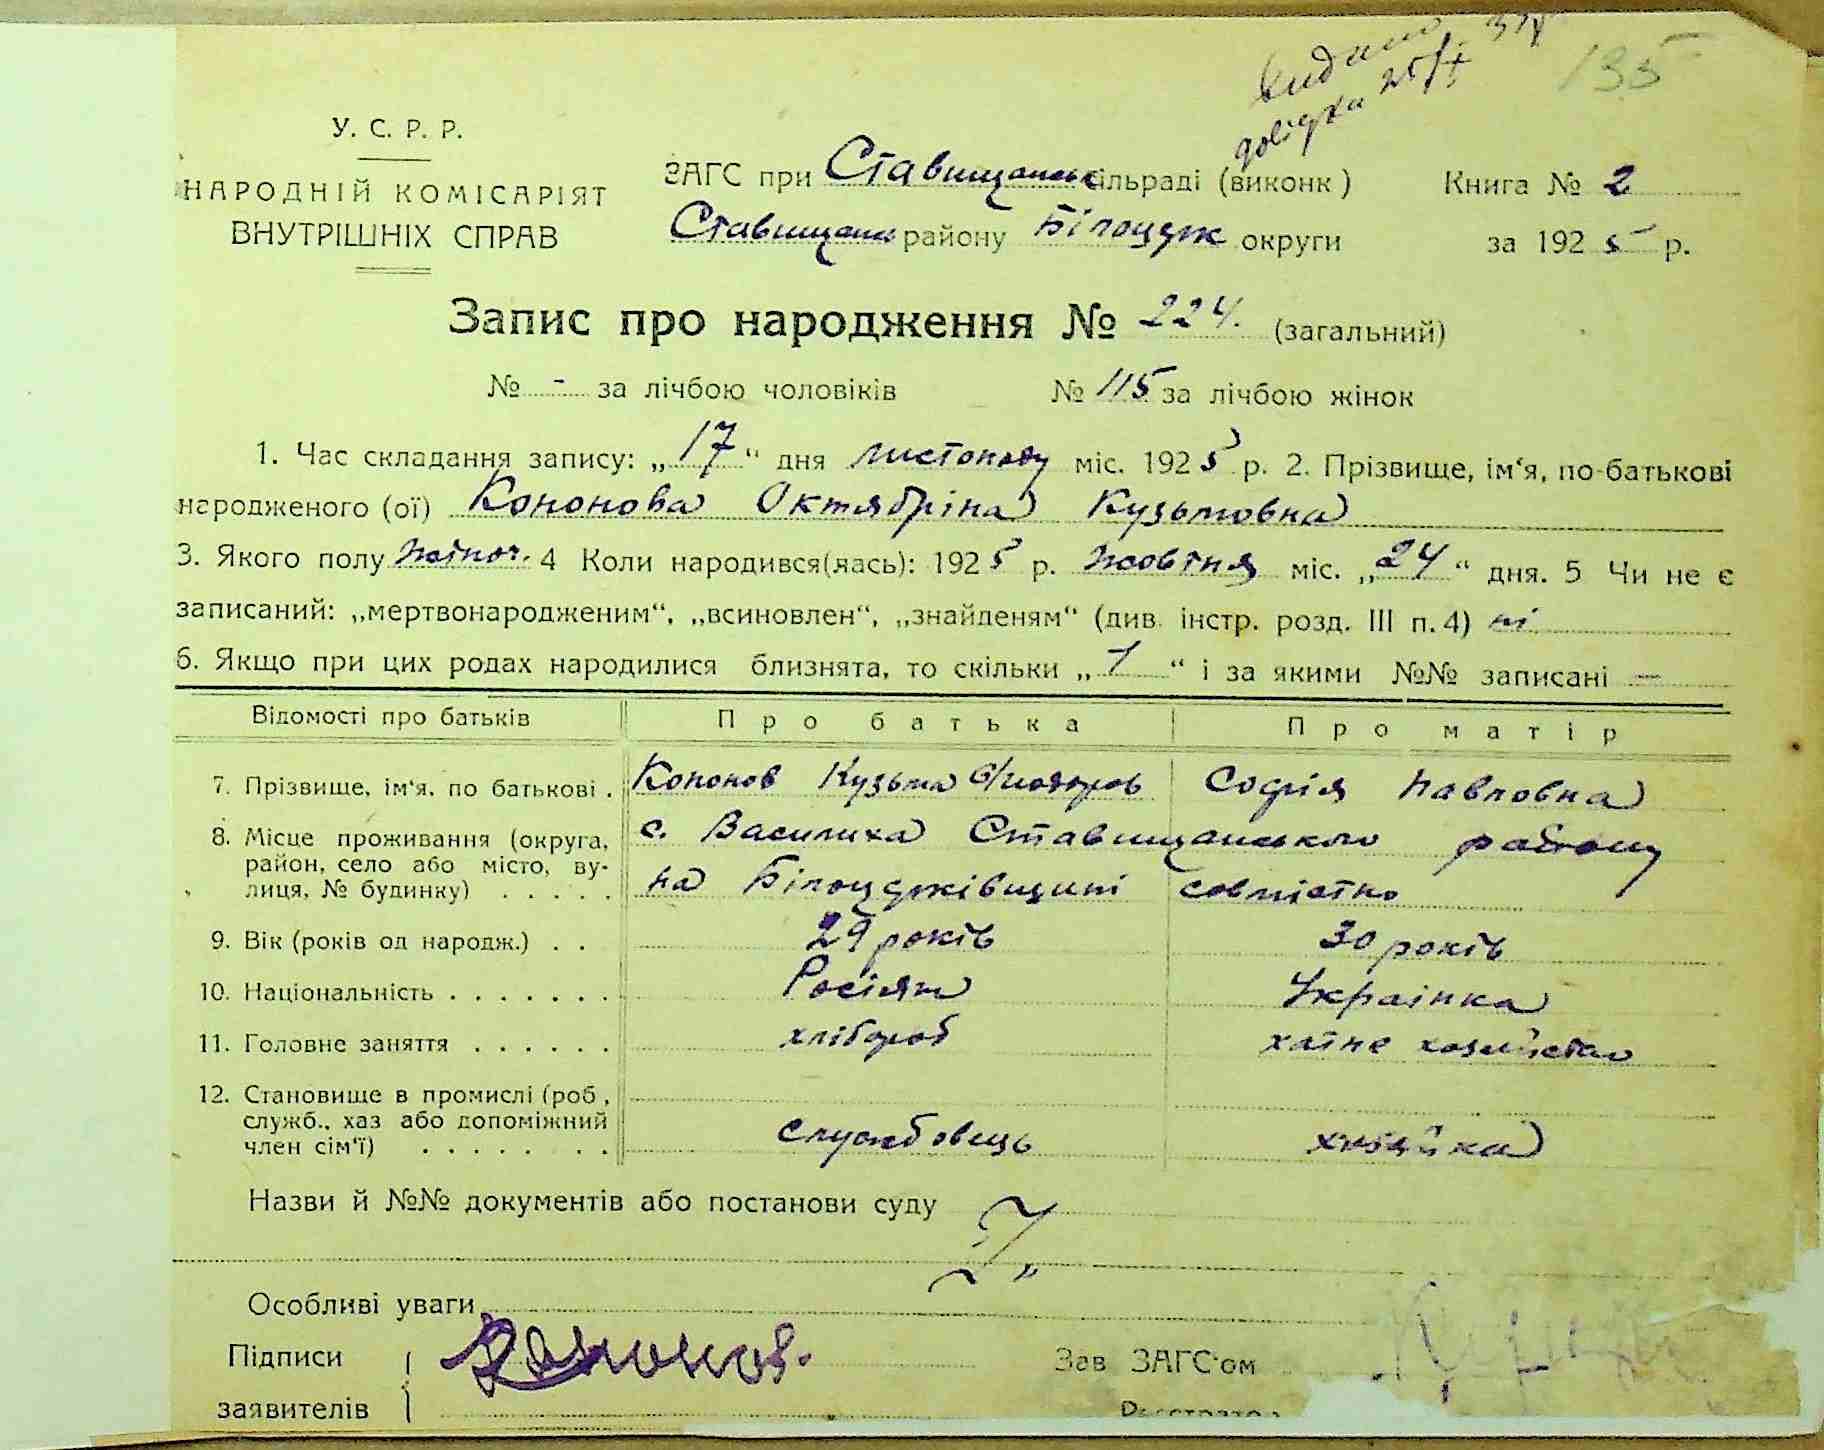 видано
довідка 25/X
135
У. С. Р. Р.
НАРОДНІЙ КОМІСАРІЯТ
ВНУТРІШНІХ СПРАВ
ЗАГС при Ставищанськ сільраді (виконк)
Ставищанськ району Білоцерк округи
Книга № 2
за 1925 р.
Запис про народження № 224. (загальний)
№ - за лічбою чоловіків № 115 за лічбою жінок
1. Час складання запису: „17“ дня листопаду міс. 1925 р. 2. Прізвище, ім‘я, по-батькові
народженого (ої) Кононова Октябріна Кузьмовна
3. Якого полу жіноч. 4 Коли народився(лась): 1925 р. жовтня міс. „24“ дня. 5 Чи не є
записаний: „мертвонародженим“, „всиновлен“, „знайденям“ (див. інстр. розд. III п. 4) ні
6. Якщо при цих родах народилися близнята, то скільки „1“ і за якими №№ записані —
Відомості про батьків Про батька Про матір
7. Прізвище, ім‘я, по батькові . Кононов Кузьма Софія Павловна
8. Місце проживання (округа, район, село або місто, ву-лиця, № будинку) . . . . .
с. Василиха Ставищанського району
на Білоцерківщині совмістно
9. Вік (років од народж.) . . 29 років 30 років
10. Національність . . . . . . . Росіян Українка
11. Головне заняття . . . . . . хлібороб хатне хозяйство
12. Становище в промислі (роб, служб., хаз або допоміжний член сім‘ї) . . . . . . . службовець хозяйка
Назви й №№ документів або постанови суду
Особливі уваги
Підписи Кононов. Зав ЗАГС‘ом
заявителів